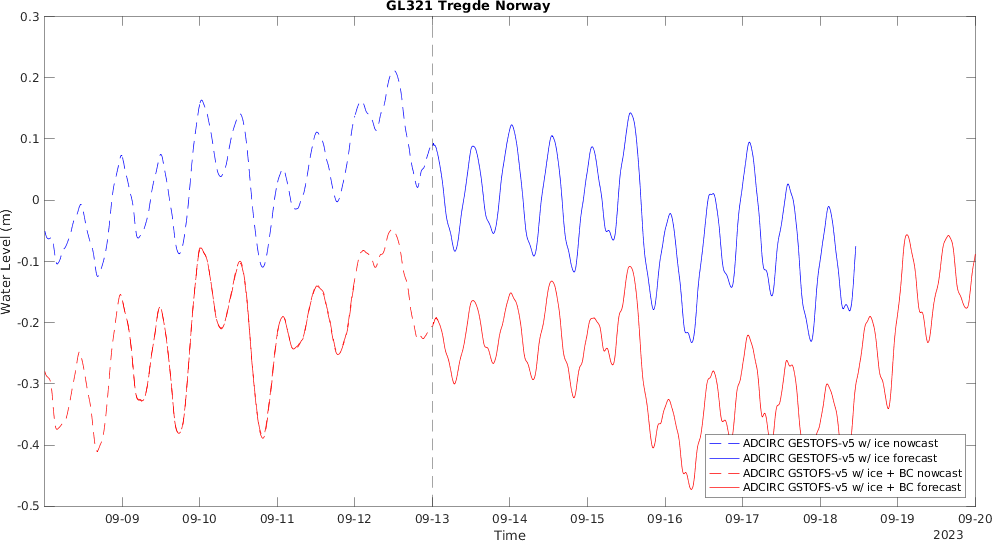 GL321 Tregde Norway
0.3
0.2
0.1
0
-0.1
-0.2
-0.3
-0.4
-0.5
Water Level (m)
ADCIRC GESTOFS-v5 w/ ice nowcast
ADCIRC GESTOFS-v5 w/ ice forecast
ADCIRC GSTOFS-v5 w/ ice + BC nowcast
ADCIRC GSTOFS-v5 w/ ice + BC forecast
09-09 09-10 09-11 09-12 09-13 09-14 09-15 09-16 09-17 09-18 09-19 09-20
Time
2023